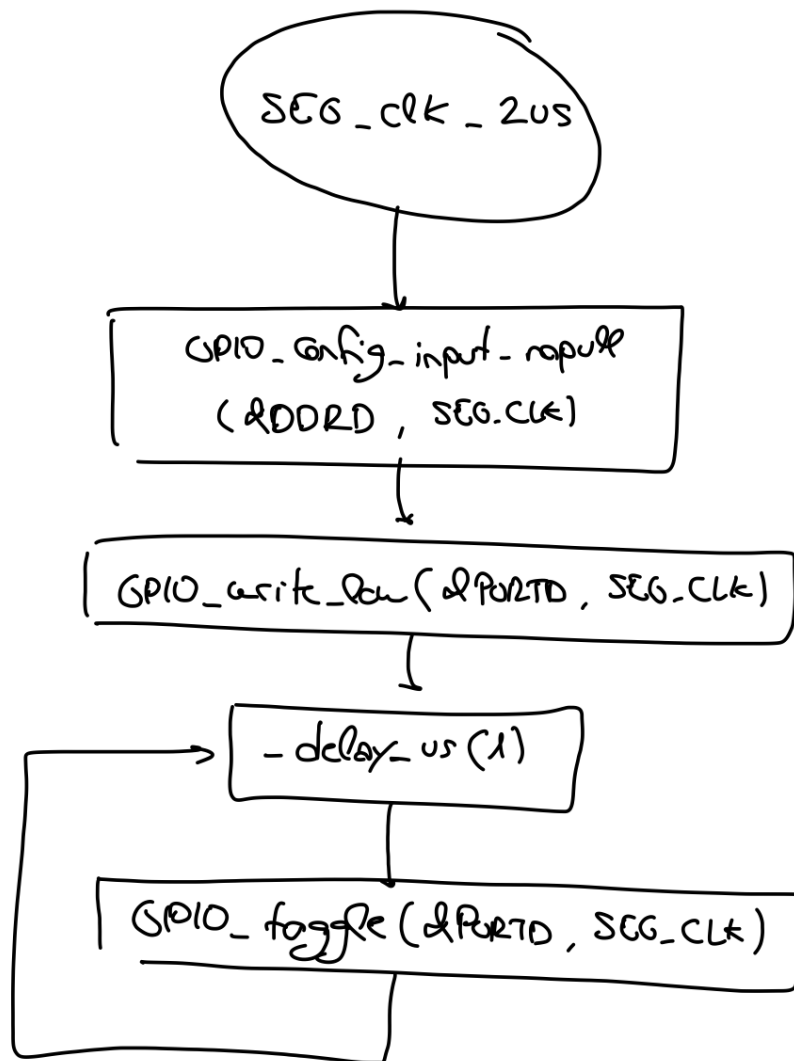 SEG_clk_2us
GPIO_config_input_nopull
(&DDRD, SEG_CLK)
GPIO_write_low(&PORTD, SEG_CLK)
_delay_us(1)
GPIO_toggle(&PORTD, SEG_CLK)